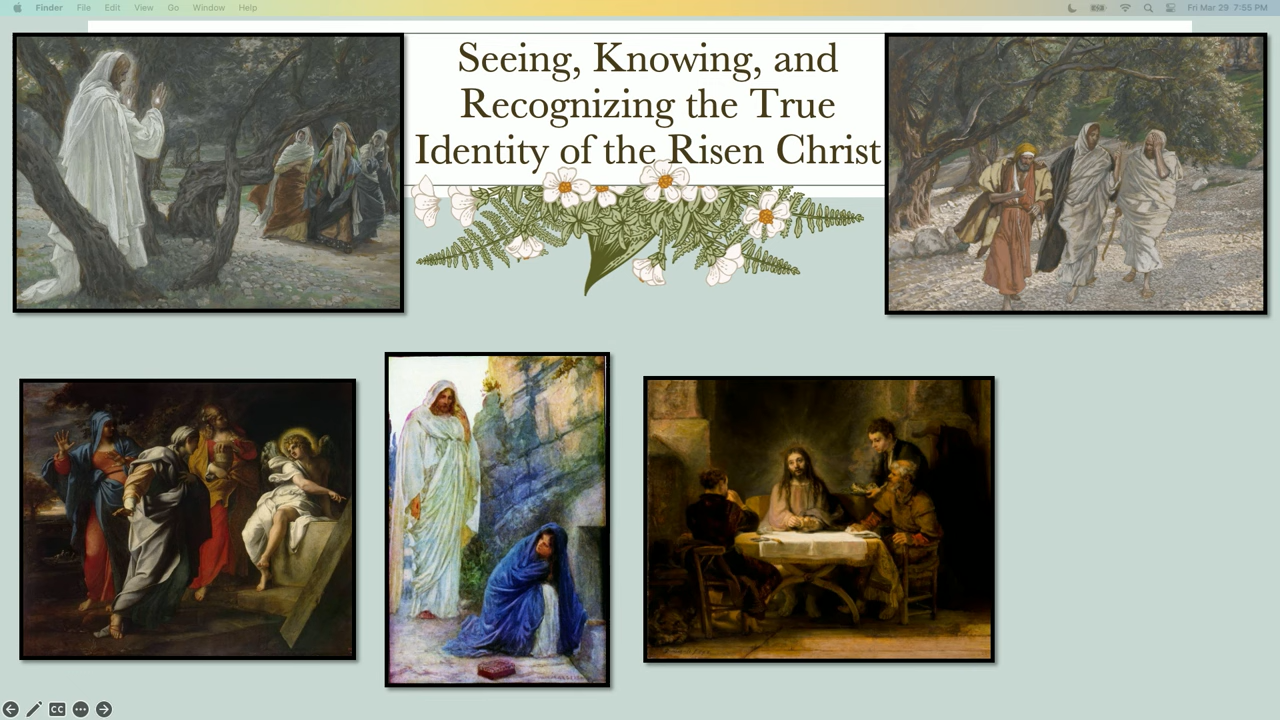 Finder File Edit View Go Window Help Fri Mar 29 7:55 PM
Seeing, Knowing, and
Recognizing the True
Identity of the Risen Christ
CC